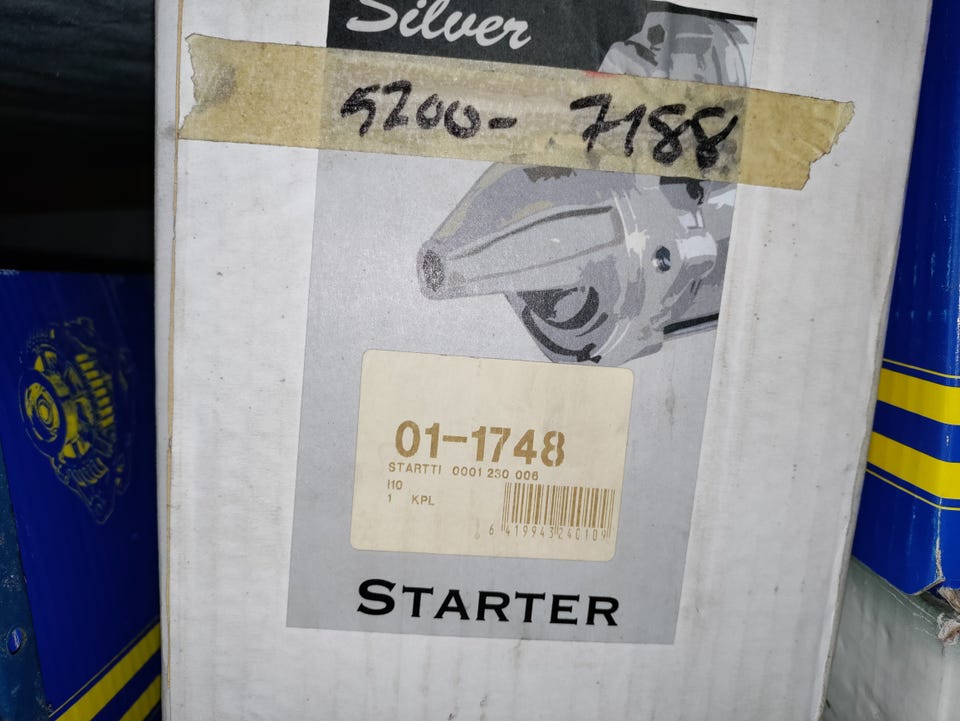 Silver
5200- 7188
01-1748
STARTTI 0001 230 006
I10
1 KPL
6 419943 240109
STARTER